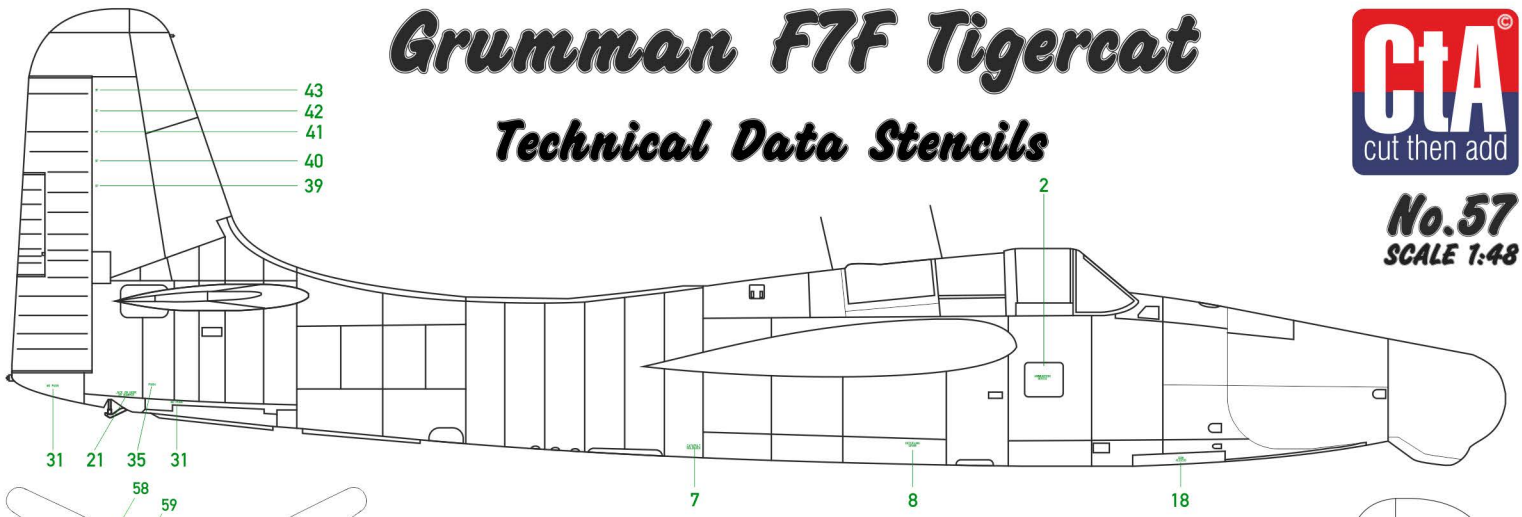 Grumman F7F Tigercat
Technical Data Stencils
CtA©
cut then add
No.57
SCALE 1:48
43
42
41
40
39
2
31
21
35
31
7
8
18
58
59